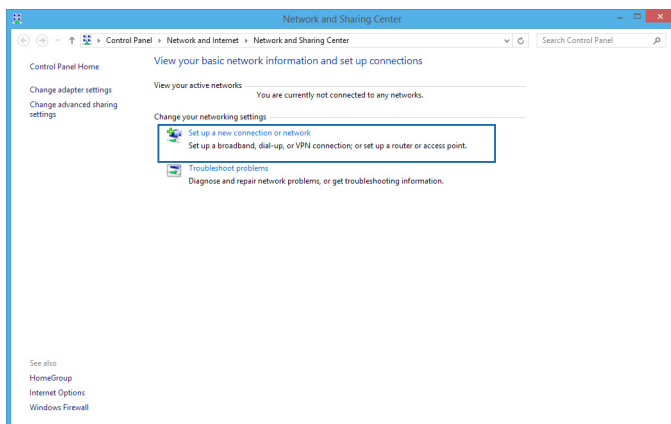 Network and Sharing Center
Control Panel Network and Internet Network and Sharing Center
Search Control Panel
Control Panel Home
Change adapter settings
Change advanced sharing
settings
View your basic network information and set up connections
View your active networks
You are currently not connected to any networks.
Change your networking settings
Set up a new connection or network
Set up a broadband, dial-up, or VPN connection; or set up a router or access point.
Troubleshoot problems
Diagnose and repair network problems, or get troubleshooting information.
See also
HomeGroup
Internet Options
Windows Firewall